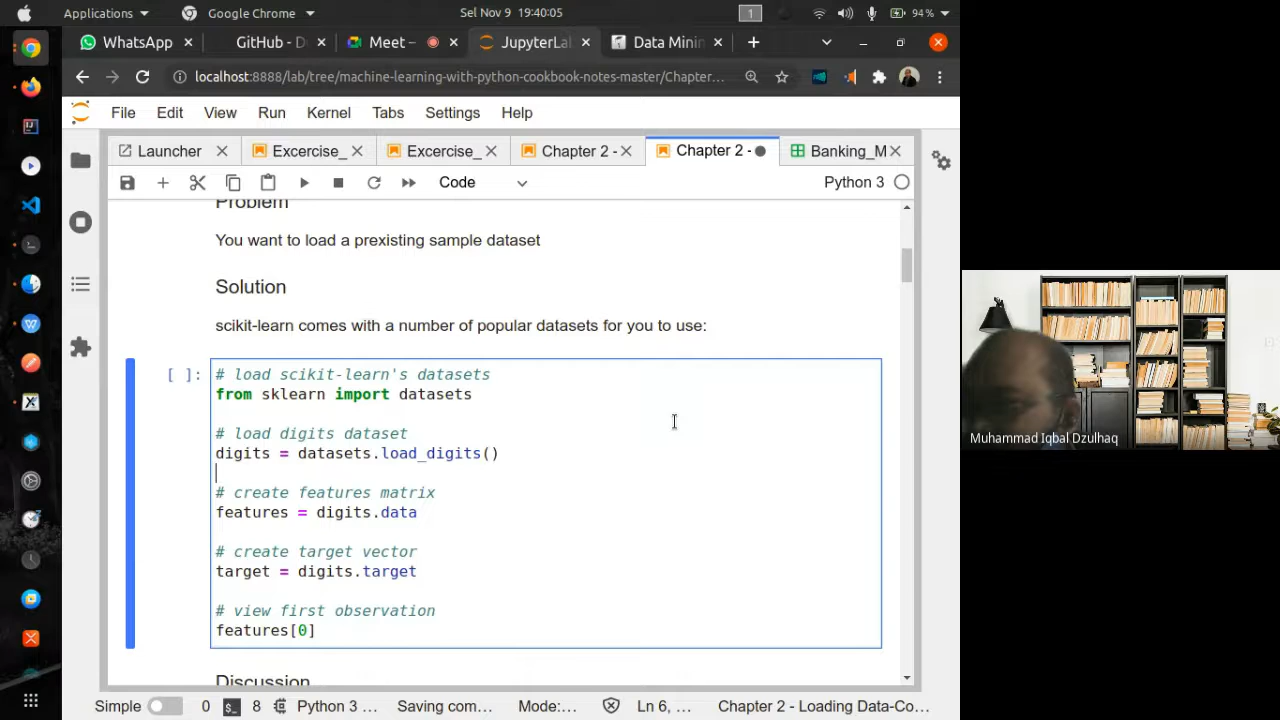 Applications
Google Chrome
Sel Nov 9 19:40:05
1
94 %
WhatsApp
GitHub - D
Meet –
JupyterLa
Data Minin
localhost:8888/lab/tree/machine-learning-with-python-cookbook-notes-master/Chapter...
File Edit View Run Kernel Tabs Settings Help
Launcher
Excercise_
Excercise_
Chapter 2 -
Chapter 2 -
Banking_M
Code
Python 3
Problem
You want to load a prexisting sample dataset
Solution
scikit-learn comes with a number of popular datasets for you to use:
[ ]:
# load scikit-learn's datasets
from sklearn import datasets
# load digits dataset
digits = datasets.load_digits()
# create features matrix
features = digits.data
# create target vector
target = digits.target
# view first observation
features[0]
Discussion
Simple 0 $_ 8 Python 3 ... Saving com... Mode:... Ln 6, ... Chapter 2 - Loading Data-Co...
Muhammad Iqbal Dzulhaq